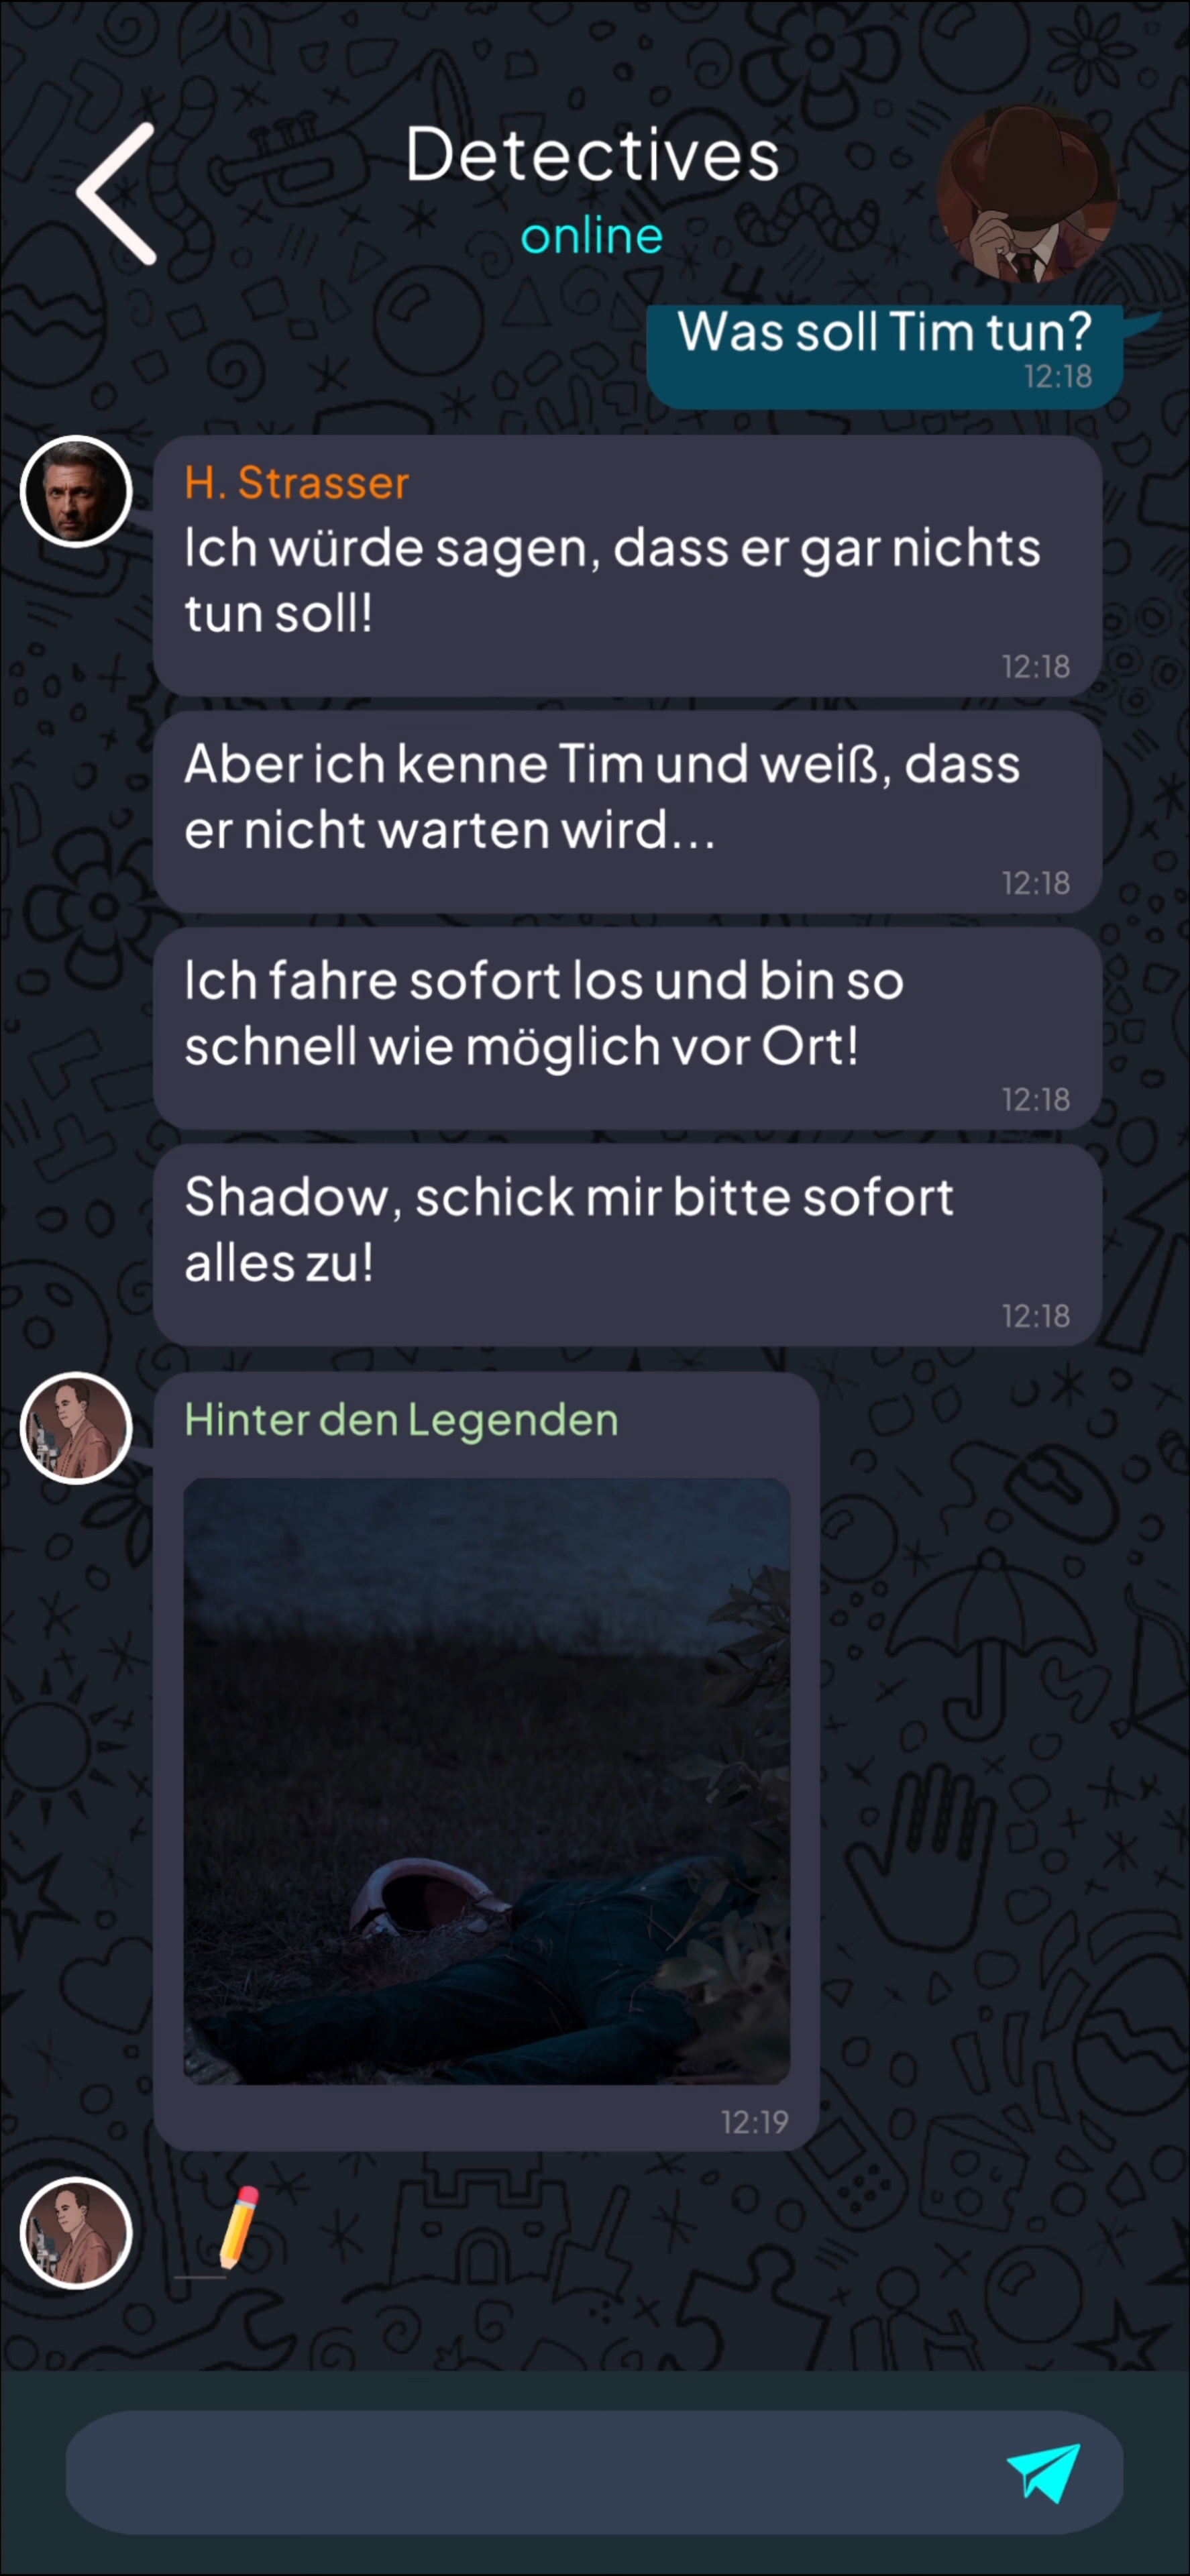 Detectives
online
Was soll Tim tun?
12:18
H. Strasser
Ich würde sagen, dass er gar nichts
tun soll!
12:18
Aber ich kenne Tim und weiß, dass
er nicht warten wird...
12:18
Ich fahre sofort los und bin so
schnell wie möglich vor Ort!
12:18
Shadow, schick mir bitte sofort
alles zu!
12:18
Hinter den Legenden
12:19